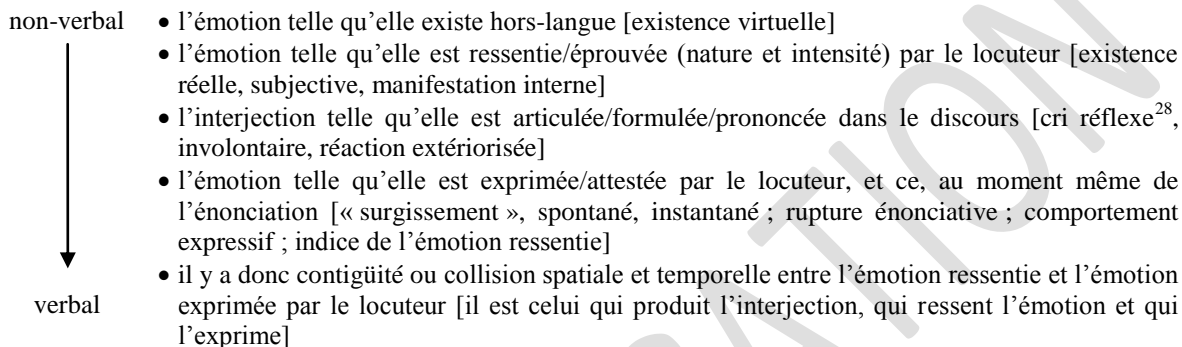 non-verbal • l’émotion telle qu’elle existe hors-langue [existence virtuelle]
• l’émotion telle qu’elle est ressentie/éprouvée (nature et intensité) par le locuteur [existence
réelle, subjective, manifestation interne]
• l’interjection telle qu’elle est articulée/formulée/prononcée dans le discours [cri réflexe28,
involontaire, réaction extériorisée]
• l’émotion telle qu’elle est exprimée/attestée par le locuteur, et ce, au moment même de
l’énonciation [« surgissement », spontané, instantané ; rupture énonciative ; comportement
expressif ; indice de l’émotion ressentie]
• il y a donc contigüité ou collision spatiale et temporelle entre l’émotion ressentie et l’émotion
verbal exprimée par le locuteur [il est celui qui produit l’interjection, qui ressent l’émotion et qui
l’exprime]